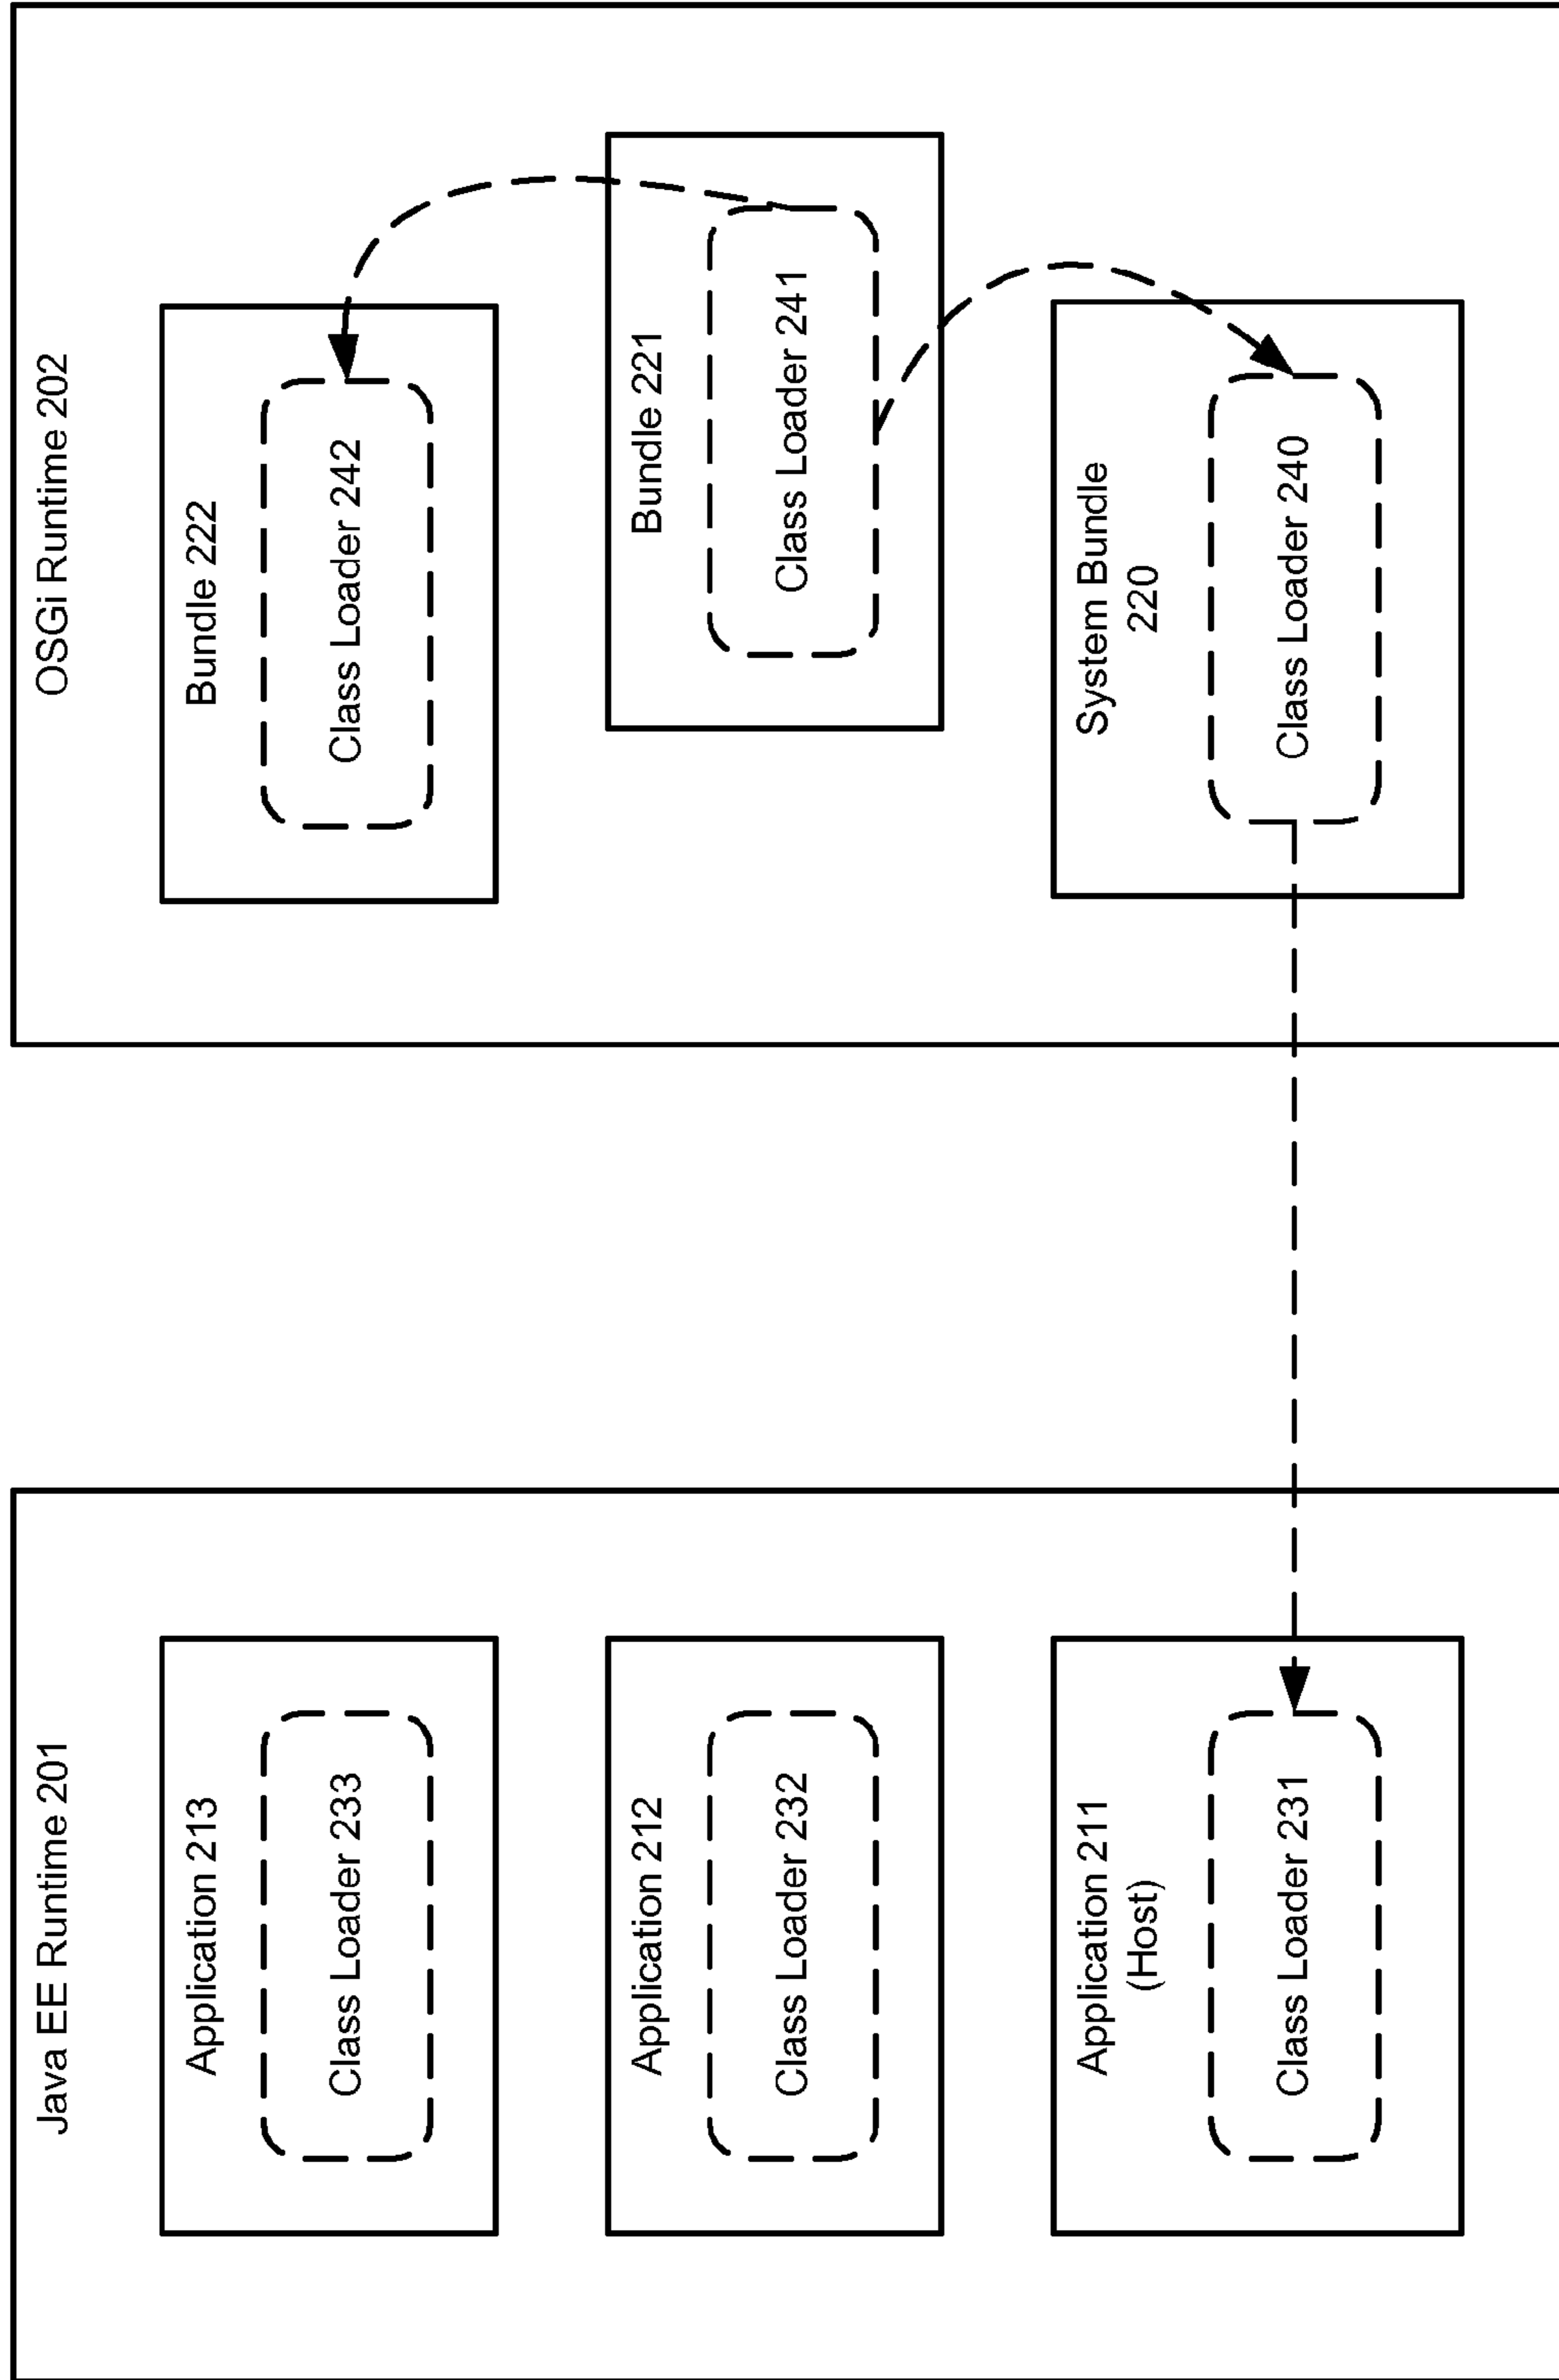 Java EE Runtime 201
Application 213
Class Loader 233
Application 212
Class Loader 232
Application 211
(Host)
Class Loader 231
OSGi Runtime 202
Bundle 222
Class Loader 242
Bundle 221
Class Loader 241
System Bundle
220
Class Loader 240